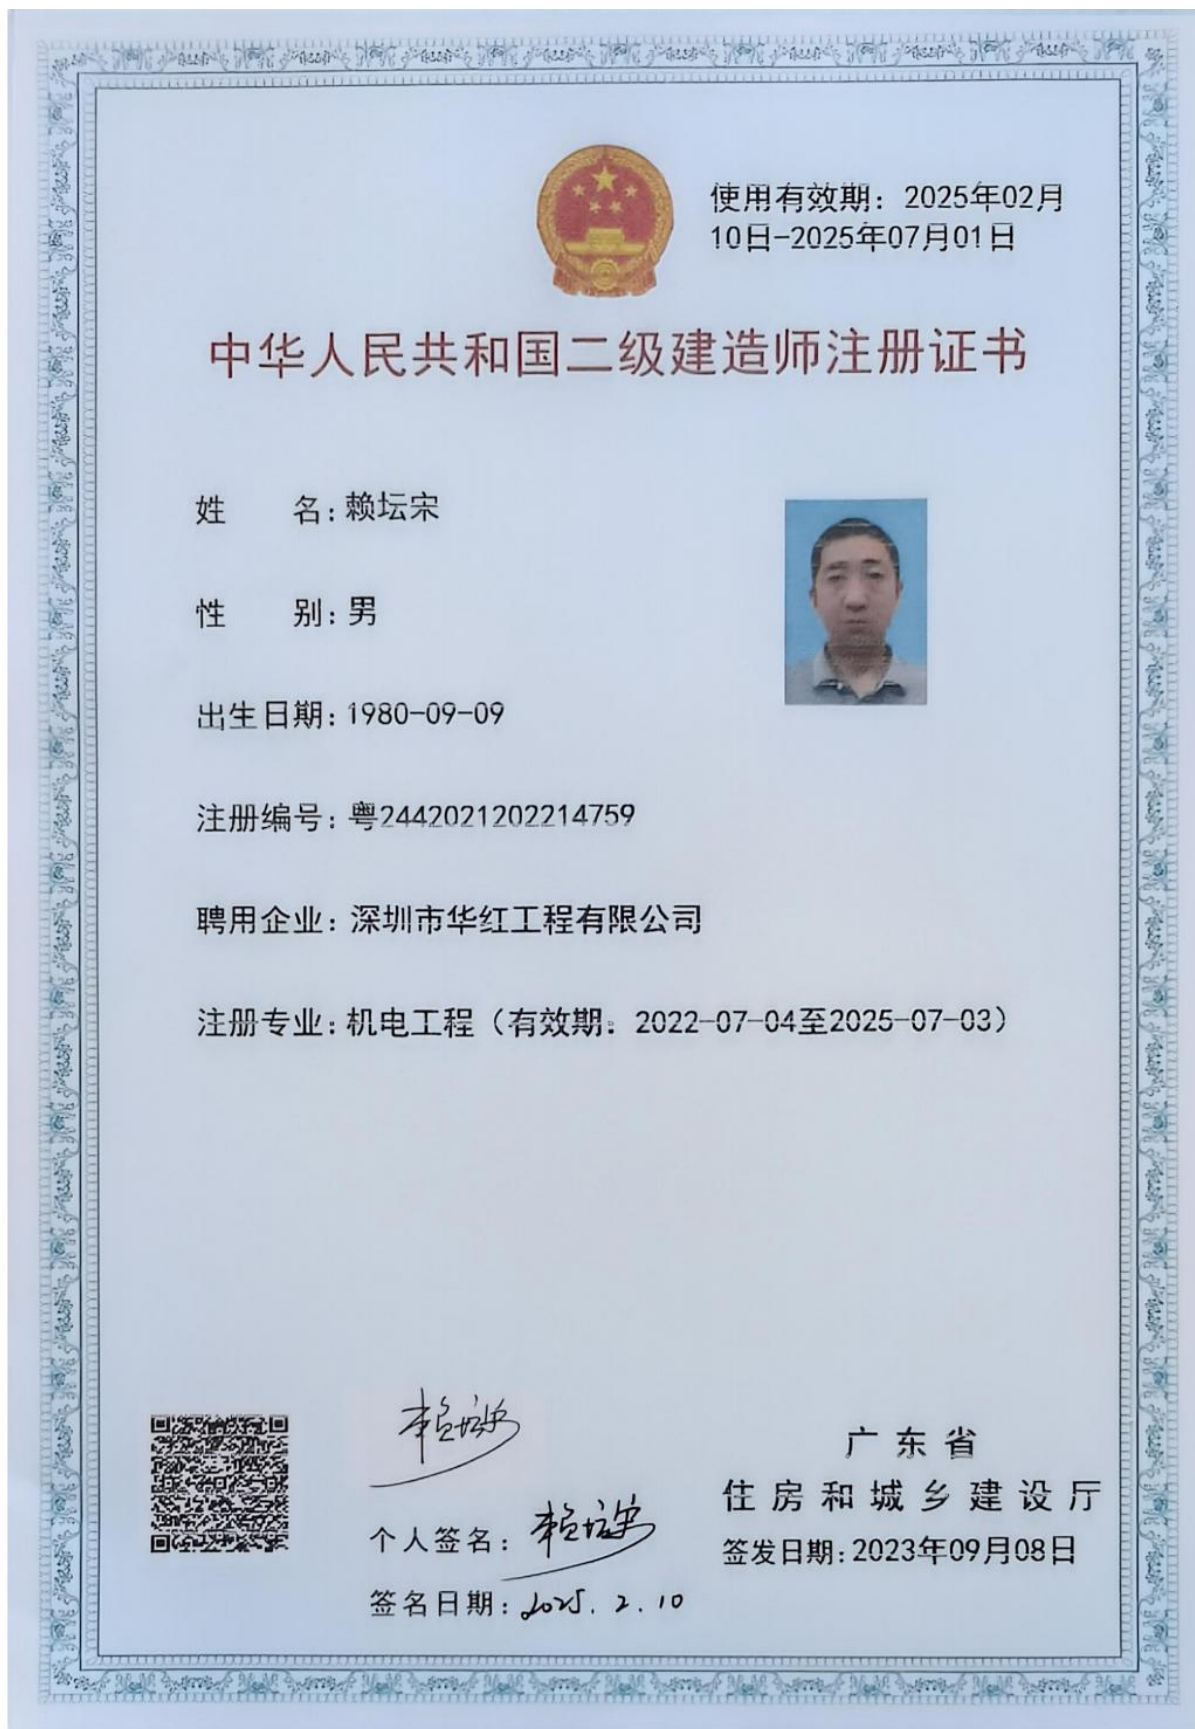 使用有效期：2025年02月
10日-2025年07月01日
中华人民共和国二级建造师注册证书
姓　　名：赖坛宋
性　　别：男
出生日期：1980-09-09
注册编号：粤2442021202214759
聘用企业：深圳市华红工程有限公司
注册专业：机电工程（有效期：2022-07-04至2025-07-03）
赖坛宋
广东省
住房和城乡建设厅
个人签名：赖坛宋
签发日期：2023年09月08日
签名日期：2025.2.10